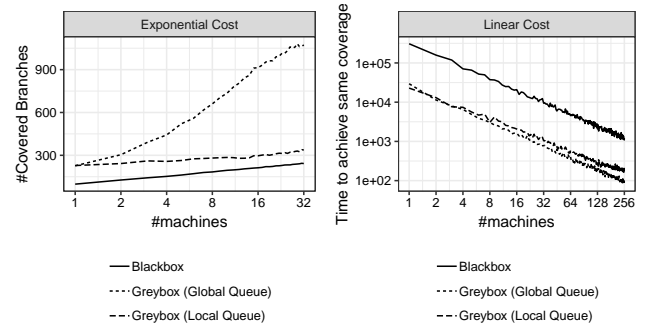 Exponential Cost
#Covered Branches
900
600
300
1 2 4 8 16 32
#machines
Blackbox
Greybox (Global Queue)
Greybox (Local Queue)
Linear Cost
Time to achieve same coverage
1e+05
1e+04
1e+03
1e+02
1 2 4 8 16 32 64 128 256
#machines
Blackbox
Greybox (Global Queue)
Greybox (Local Queue)